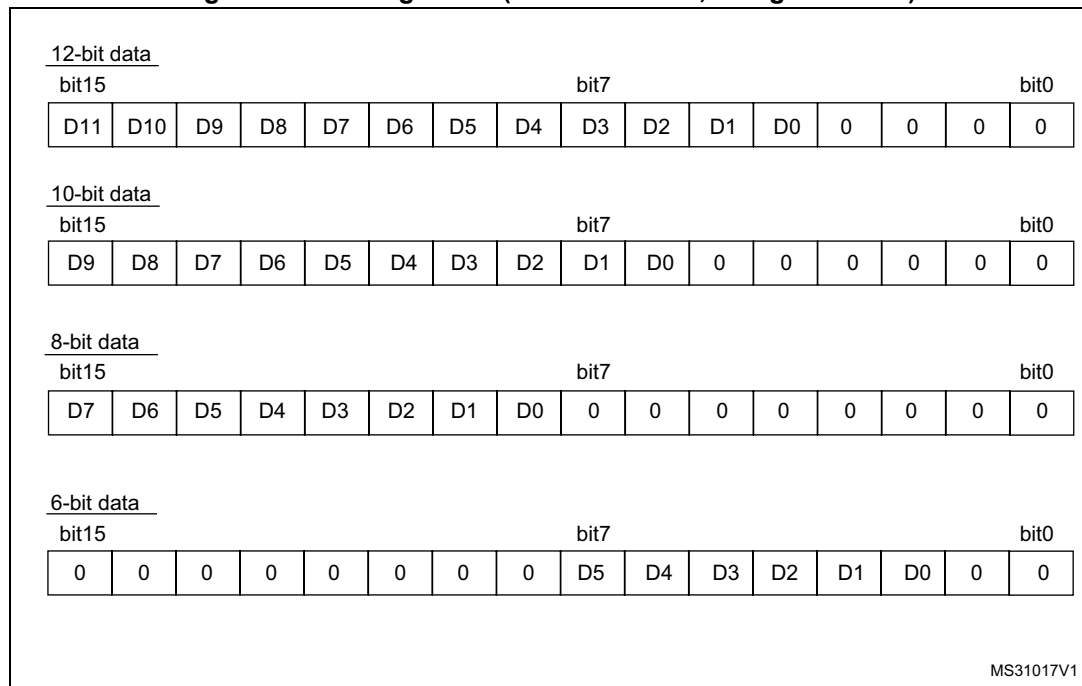 12-bit data
bit15 bit7 bit0
D11 D10 D9 D8 D7 D6 D5 D4 D3 D2 D1 D0 0 0 0 0
10-bit data
bit15 bit7 bit0
D9 D8 D7 D6 D5 D4 D3 D2 D1 D0 0 0 0 0 0 0
8-bit data
bit15 bit7 bit0
D7 D6 D5 D4 D3 D2 D1 D0 0 0 0 0 0 0 0 0
6-bit data
bit15 bit7 bit0
0 0 0 0 0 0 0 0 D5 D4 D3 D2 D1 D0 0 0
MS31017V1